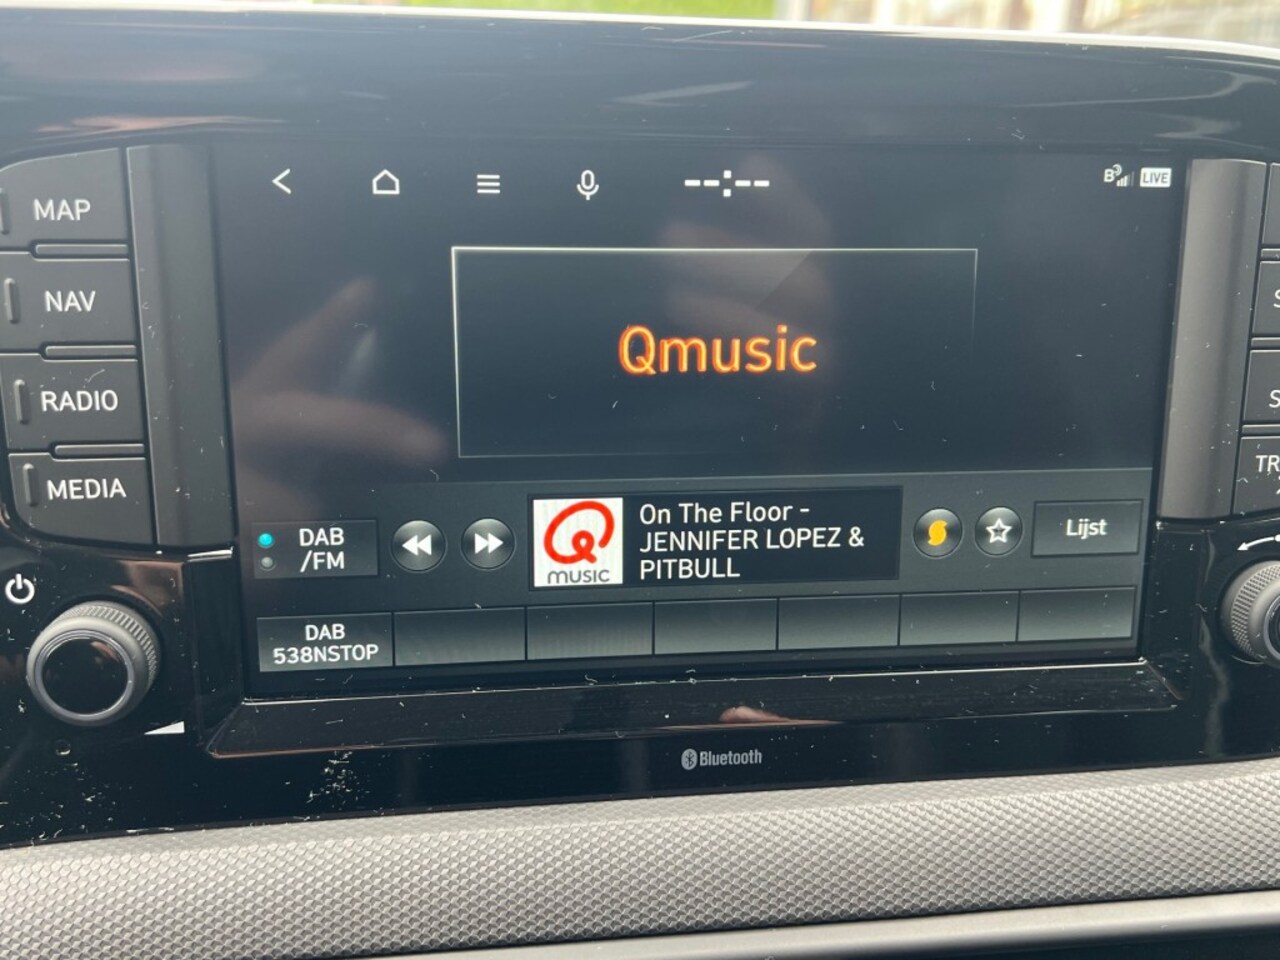 MAP
NAV
RADIO
MEDIA
--:--
B
LIVE
Qmusic
DAB
/FM
MUSIC
On The Floor -
JENNIFER LOPEZ &
PITBULL
Lijst
DAB
538NSTOP
Bluetooth
S
S
TR